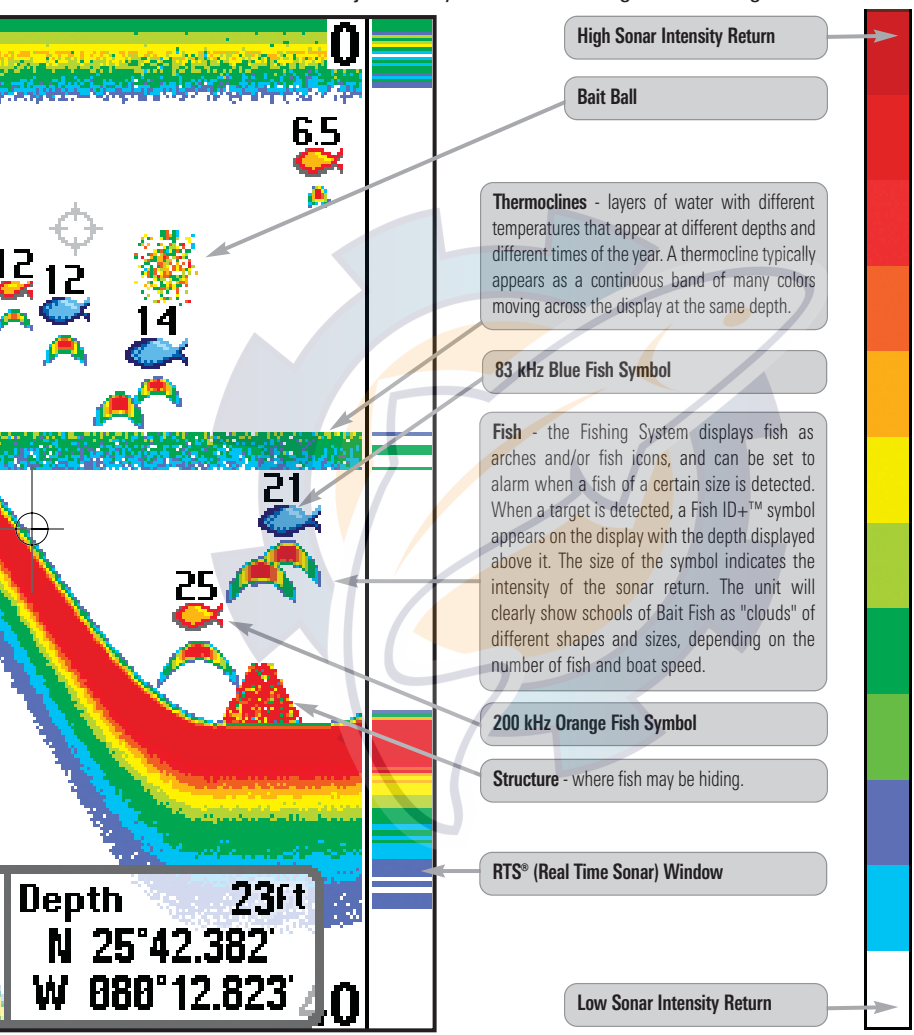 0
High Sonar Intensity Return
Bait Ball
6.5
Thermoclines - layers of water with different
temperatures that appear at different depths and
different times of the year. A thermocline typically
appears as a continuous band of many colors
moving across the display at the same depth.
12
12
14
83 kHz Blue Fish Symbol
Fish - the Fishing System displays fish as
arches and/or fish icons, and can be set to
alarm when a fish of a certain size is detected.
When a target is detected, a Fish ID+™ symbol
appears on the display with the depth displayed
above it. The size of the symbol indicates the
intensity of the sonar return. The unit will
clearly show schools of Bait Fish as "clouds" of
different shapes and sizes, depending on the
number of fish and boat speed.
21
25
200 kHz Orange Fish Symbol
Structure - where fish may be hiding.
RTS® (Real Time Sonar) Window
Depth 23ft
N 25°42.382'
W 080°12.823'
0
Low Sonar Intensity Return